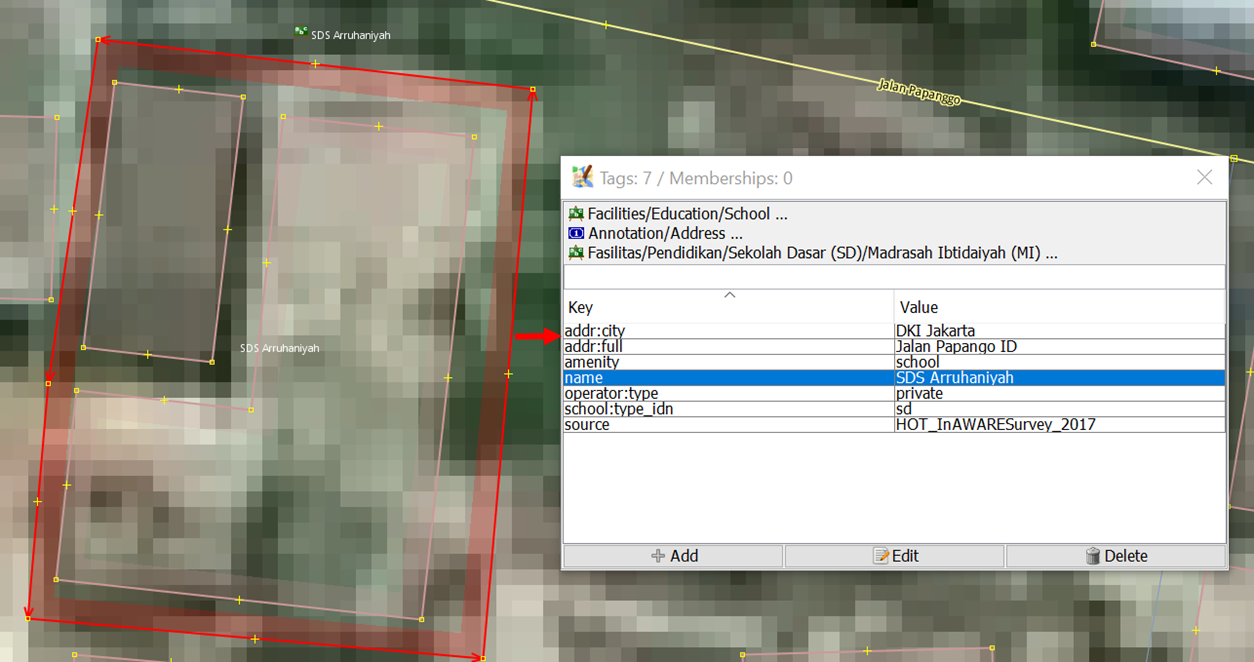 SDS Arruhaniyah
Jalan Papanggo
SDS Arruhaniyah
Tags: 7 / Memberships: 0
Facilities/Education/School ...
Annotation/Address ...
Fasilitas/Pendidikan/Sekolah Dasar (SD)/Madrasah Ibtidaiyah (MI) ...
Key Value
addr:city DKI Jakarta
addr:full Jalan Papango ID
amenity school
name SDS Arruhaniyah
operator:type private
school:type_idn sd
source HOT_InAWARESurvey_2017
Add Edit Delete